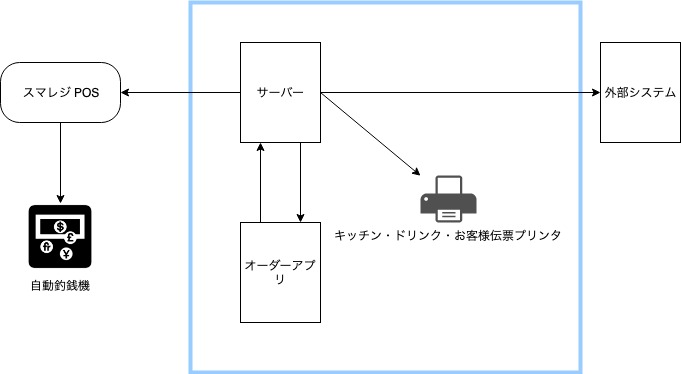 スマレジ POS
サーバー
外部システム
キッチン・ドリンク・お客様伝票プリンタ
オーダーアプ
リ
自動釣銭機